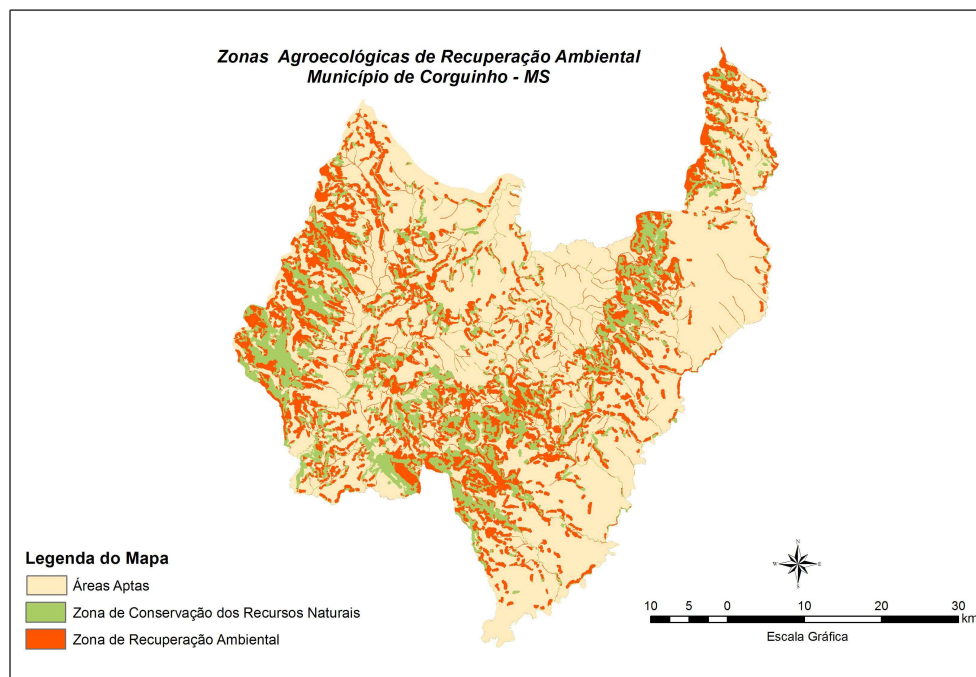 Zonas Agroecológicas de Recuperação Ambiental
Município de Corguinho - MS
Legenda do Mapa
Áreas Aptas
Zona de Conservação dos Recursos Naturais
Zona de Recuperação Ambiental
N
W E
S
10 5 0 10 20 30
km
Escala Gráfica